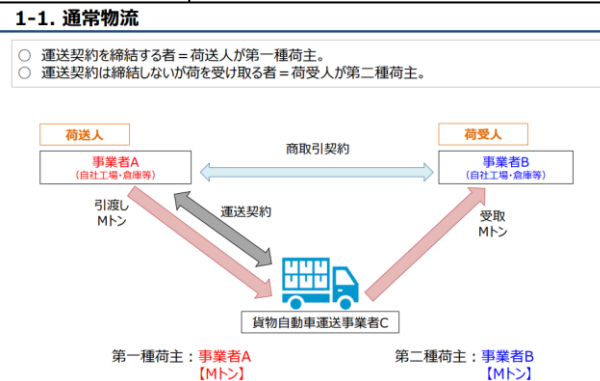 1-1. 通常物流
○ 運送契約を締結する者＝荷送人が第一種荷主。
○ 運送契約は締結しないが荷を受け取る者＝荷受人が第二種荷主。
荷送人
荷受人
事業者A
（自社工場・倉庫等）
商取引契約
事業者B
（自社工場・倉庫等）
引渡し
Mトン
運送契約
受取
Mトン
貨物自動車運送事業者C
第一種荷主：事業者A
【Mトン】
第二種荷主：事業者B
【Mトン】